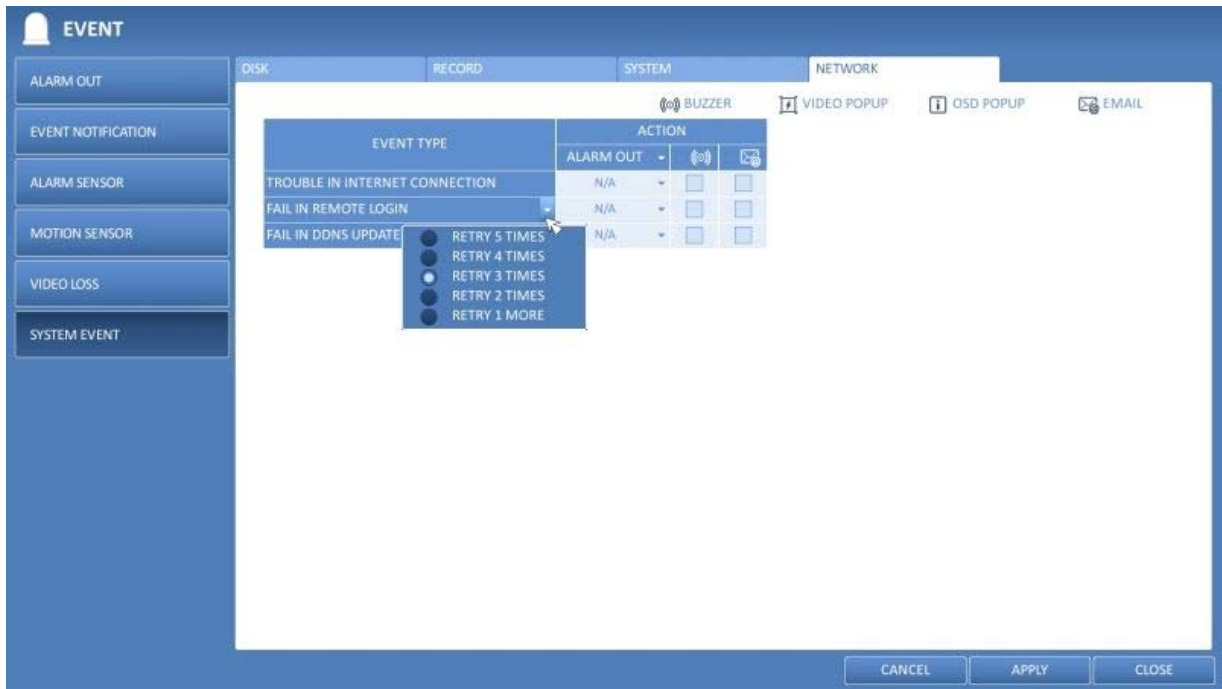 EVENT
ALARM OUT
EVENT NOTIFICATION
ALARM SENSOR
MOTION SENSOR
VIDEO LOSS
SYSTEM EVENT
DISK RECORD SYSTEM NETWORK
BUZZER VIDEO POPUP OSD POPUP EMAIL
EVENT TYPE ACTION
ALARM OUT
TROUBLE IN INTERNET CONNECTION N/A
FAIL IN REMOTE LOGIN N/A
FAIL IN DDNS UPDATE N/A
RETRY 5 TIMES
RETRY 4 TIMES
RETRY 3 TIMES
RETRY 2 TIMES
RETRY 1 MORE
CANCEL APPLY CLOSE